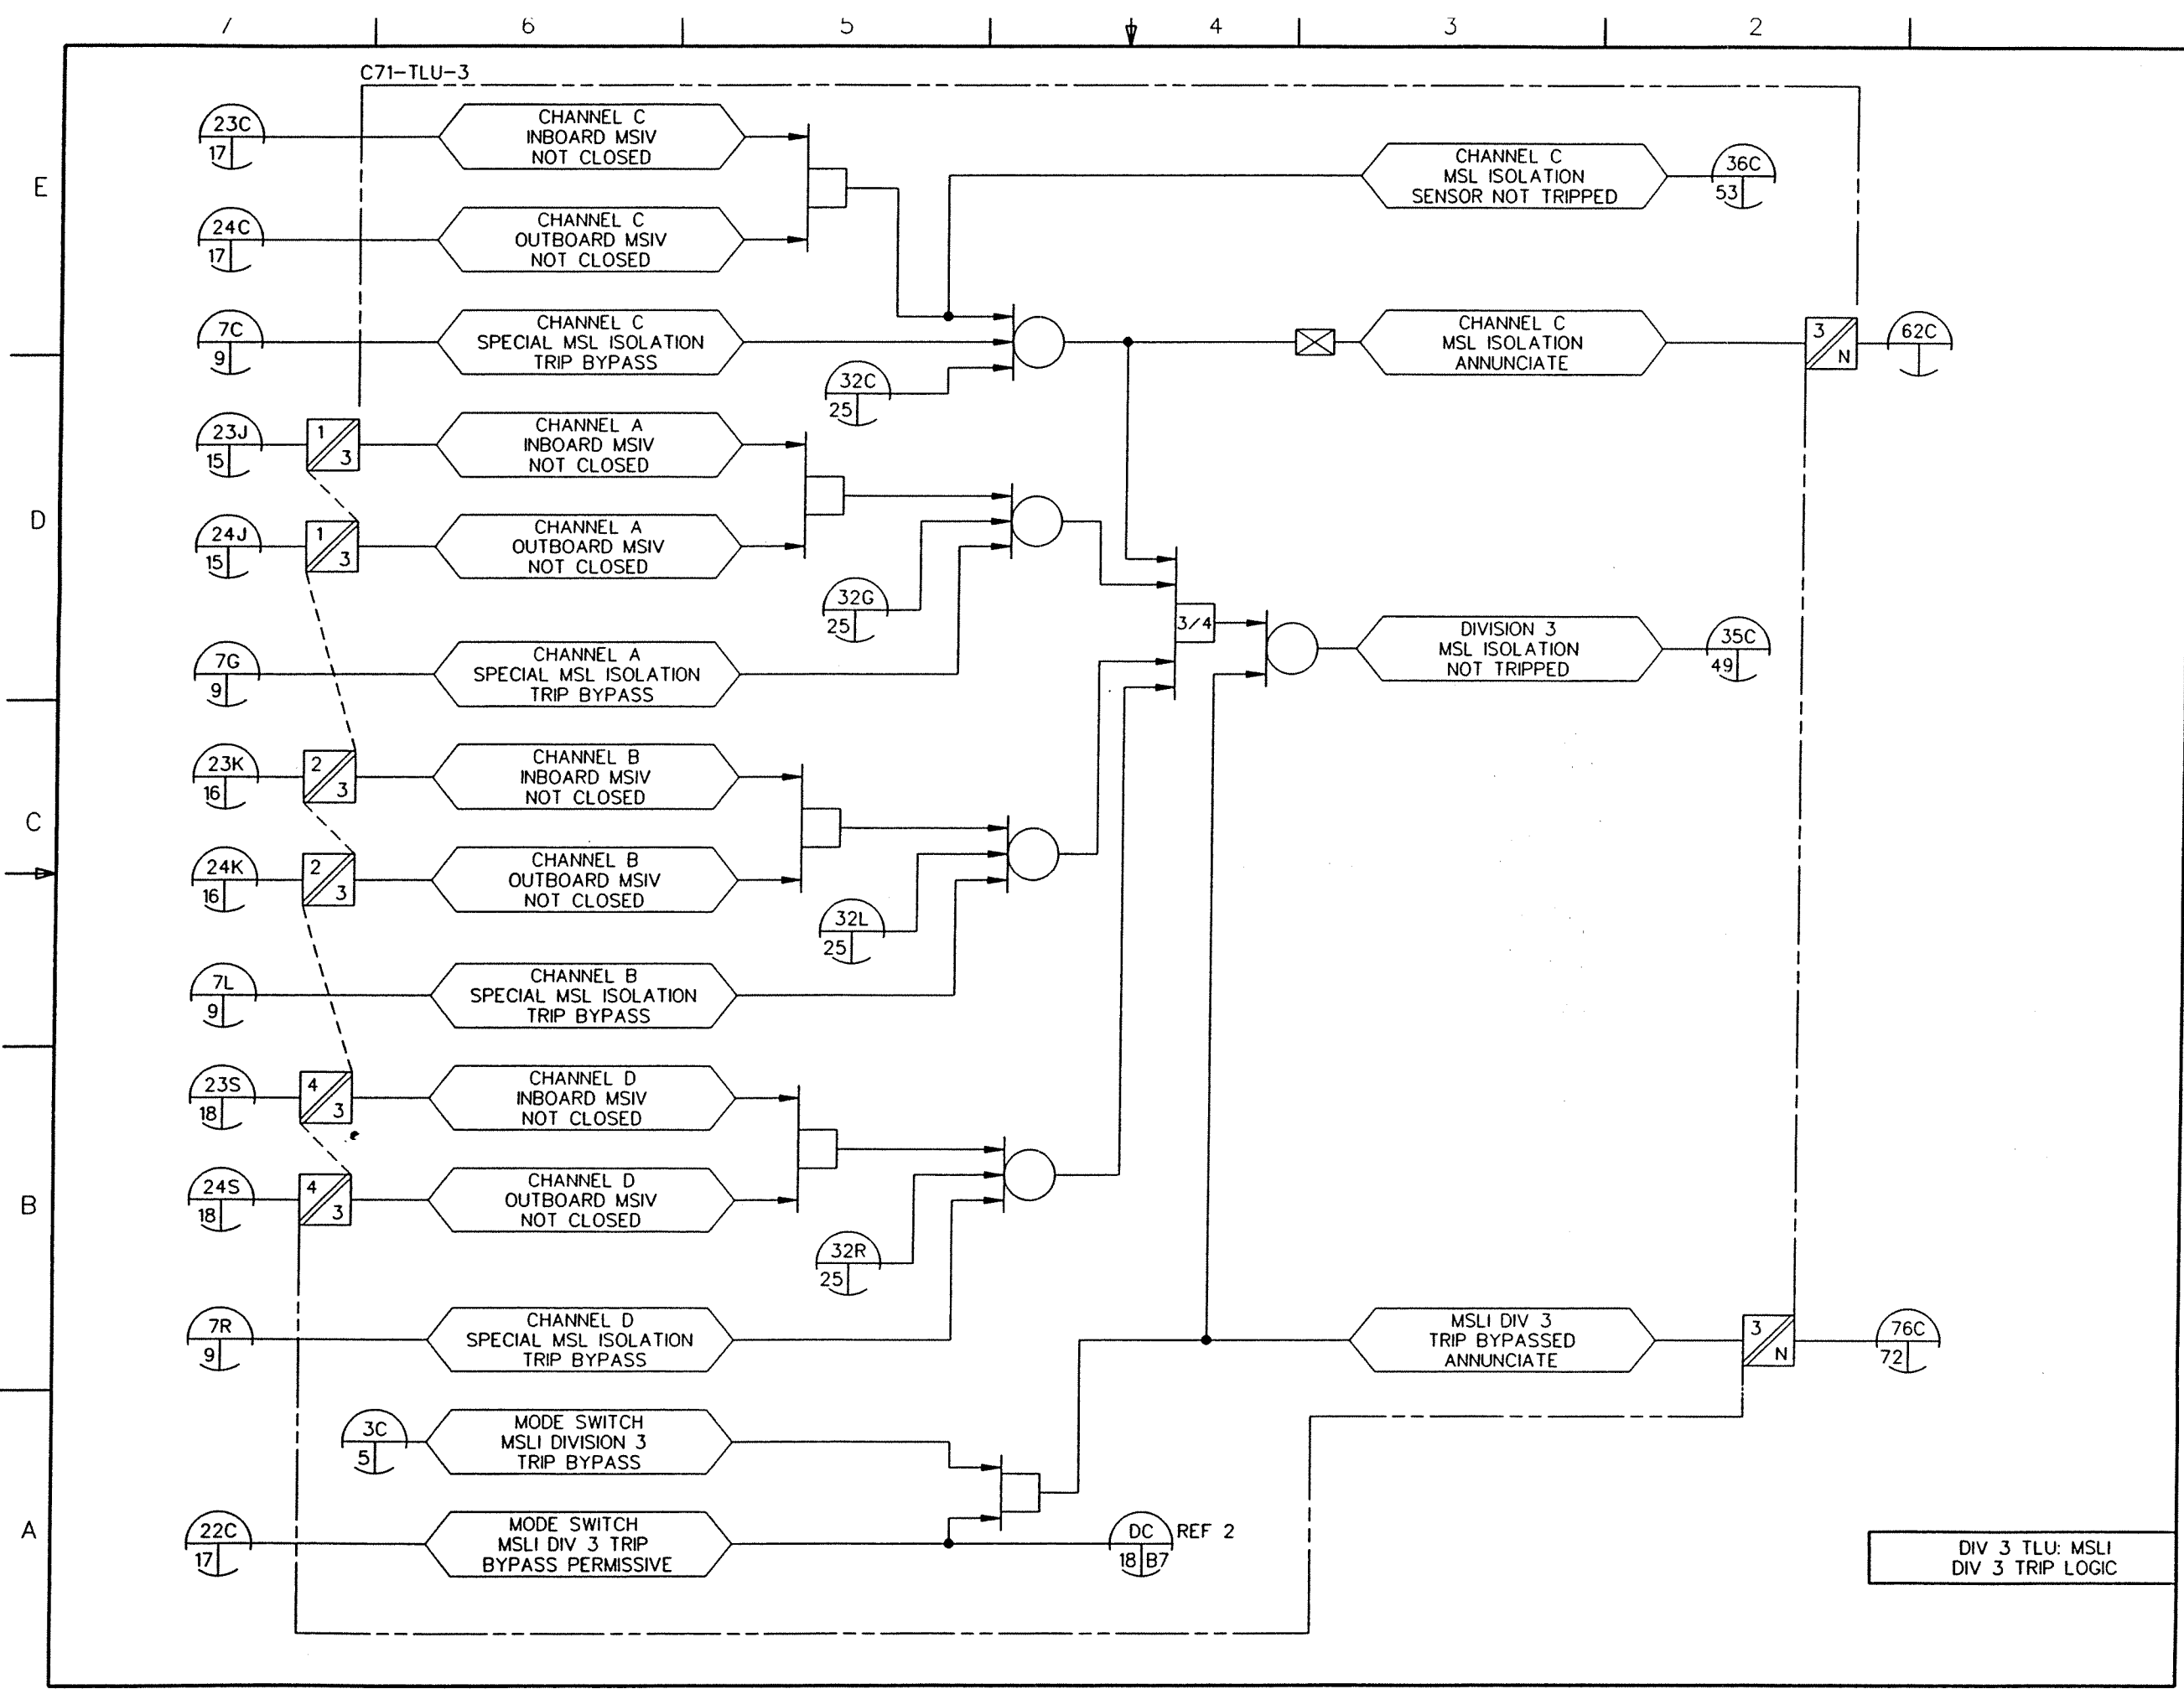 7 6 5 4 3 2
C71-TLU-3
E
23C
17
CHANNEL C
INBOARD MSIV
NOT CLOSED
CHANNEL C
MSL ISOLATION
SENSOR NOT TRIPPED
36C
53
24C
17
CHANNEL C
OUTBOARD MSIV
NOT CLOSED
7C
9
CHANNEL C
SPECIAL MSL ISOLATION
TRIP BYPASS
32C
25
CHANNEL C
MSL ISOLATION
ANNUNCIATE
3
N
62C
D
23J
15
1
3
CHANNEL A
INBOARD MSIV
NOT CLOSED
24J
15
1
3
CHANNEL A
OUTBOARD MSIV
NOT CLOSED
32G
25
3/4
DIVISION 3
MSL ISOLATION
NOT TRIPPED
35C
49
7G
9
CHANNEL A
SPECIAL MSL ISOLATION
TRIP BYPASS
C
23K
16
2
3
CHANNEL B
INBOARD MSIV
NOT CLOSED
24K
16
2
3
CHANNEL B
OUTBOARD MSIV
NOT CLOSED
32L
25
7L
9
CHANNEL B
SPECIAL MSL ISOLATION
TRIP BYPASS
B
23S
18
4
3
CHANNEL D
INBOARD MSIV
NOT CLOSED
24S
18
4
3
CHANNEL D
OUTBOARD MSIV
NOT CLOSED
32R
25
7R
9
CHANNEL D
SPECIAL MSL ISOLATION
TRIP BYPASS
MSLI DIV 3
TRIP BYPASSED
ANNUNCIATE
3
N
76C
72
A
3C
5
MODE SWITCH
MSLI DIVISION 3
TRIP BYPASS
22C
17
MODE SWITCH
MSLI DIV 3 TRIP
BYPASS PERMISSIVE
DC
18 B7
REF 2
DIV 3 TLU: MSLI
DIV 3 TRIP LOGIC